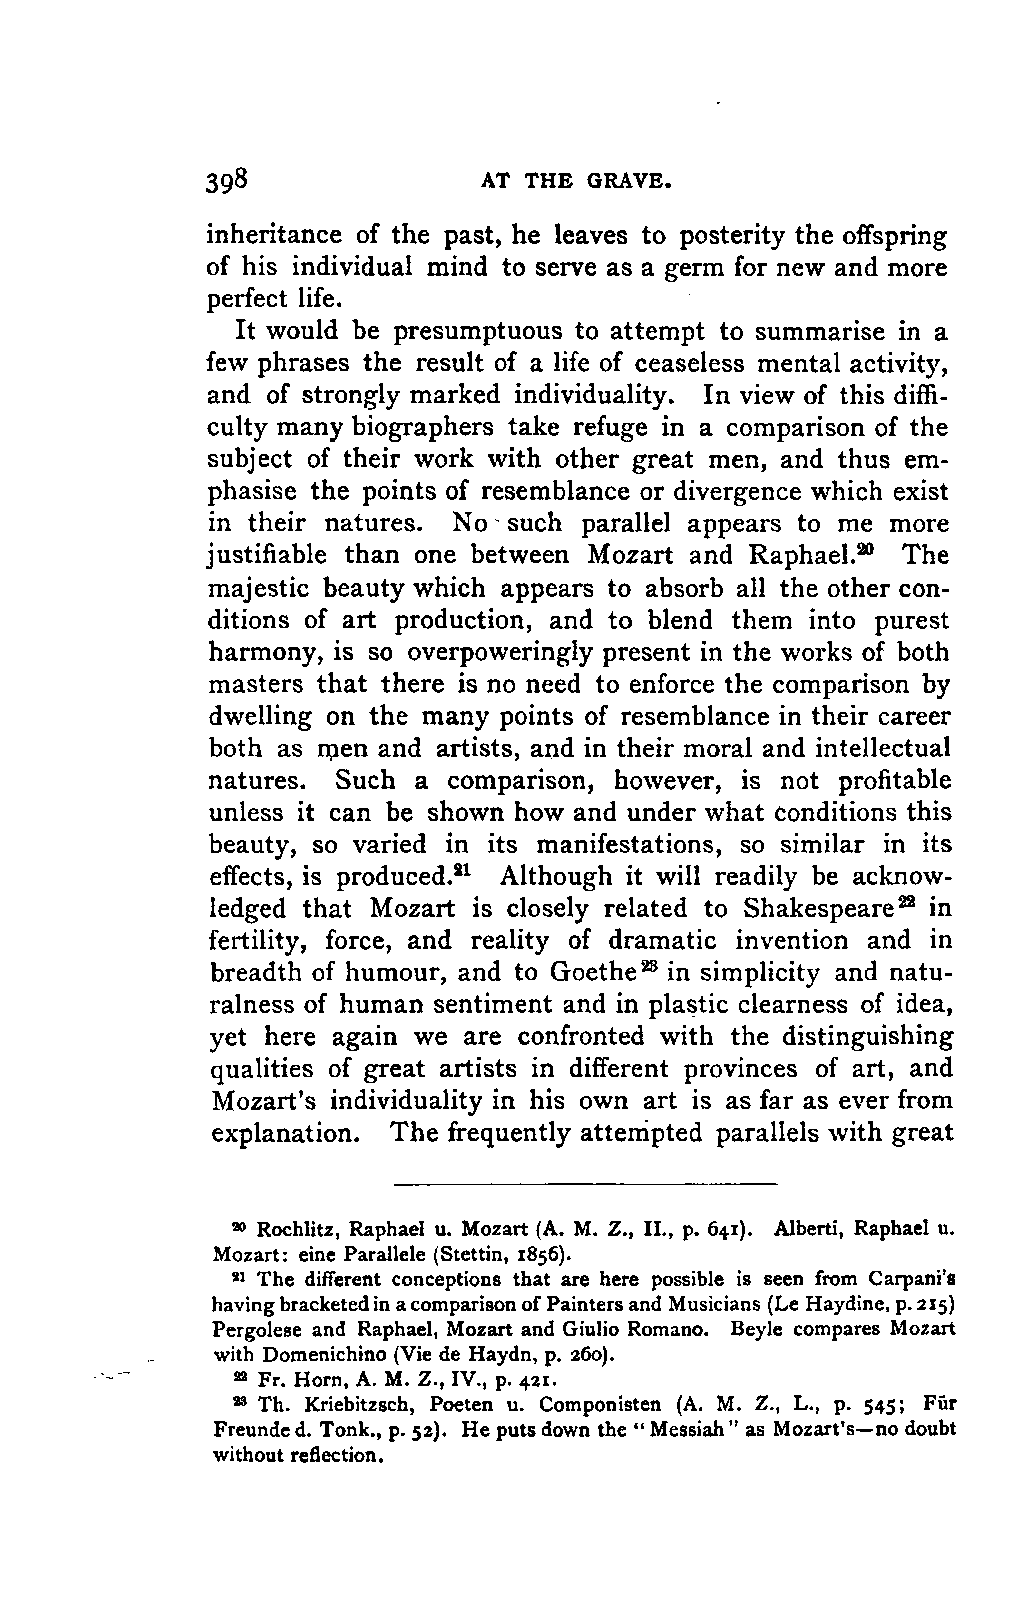 398 AT THE GRAVE.
inheritance of the past, he leaves to posterity the offspring
of his individual mind to serve as a germ for new and more
perfect life.
It would be presumptuous to attempt to summarise in a
few phrases the result of a life of ceaseless mental activity,
and of strongly marked individuality. In view of this diffi-
culty many biographers take refuge in a comparison of the
subject of their work with other great men, and thus em-
phasise the points of resemblance or divergence which exist
in their natures. No such parallel appears to me more
justifiable than one between Mozart and Raphael.²⁰ The
majestic beauty which appears to absorb all the other con-
ditions of art production, and to blend them into purest
harmony, is so overpoweringly present in the works of both
masters that there is no need to enforce the comparison by
dwelling on the many points of resemblance in their career
both as men and artists, and in their moral and intellectual
natures. Such a comparison, however, is not profitable
unless it can be shown how and under what conditions this
beauty, so varied in its manifestations, so similar in its
effects, is produced.²¹ Although it will readily be acknow-
ledged that Mozart is closely related to Shakespeare²² in
fertility, force, and reality of dramatic invention and in
breadth of humour, and to Goethe²³ in simplicity and natu-
ralness of human sentiment and in plastic clearness of idea,
yet here again we are confronted with the distinguishing
qualities of great artists in different provinces of art, and
Mozart's individuality in his own art is as far as ever from
explanation. The frequently attempted parallels with great
²⁰ Rochlitz, Raphael u. Mozart (A. M. Z., II., p. 641). Alberti, Raphael u.
Mozart: eine Parallele (Stettin, 1856).
²¹ The different conceptions that are here possible is seen from Carpani's
having bracketed in a comparison of Painters and Musicians (Le Haydine, p. 215)
Pergolese and Raphael, Mozart and Giulio Romano. Beyle compares Mozart
with Domenichino (Vie de Haydn, p. 260).
²² Fr. Horn, A. M. Z., IV., p. 421.
²³ Th. Kriebitzsch, Poeten u. Componisten (A. M. Z., L., p. 545; Für
Freunde d. Tonk., p. 52). He puts down the "Messiah" as Mozart's—no doubt
without reflection.